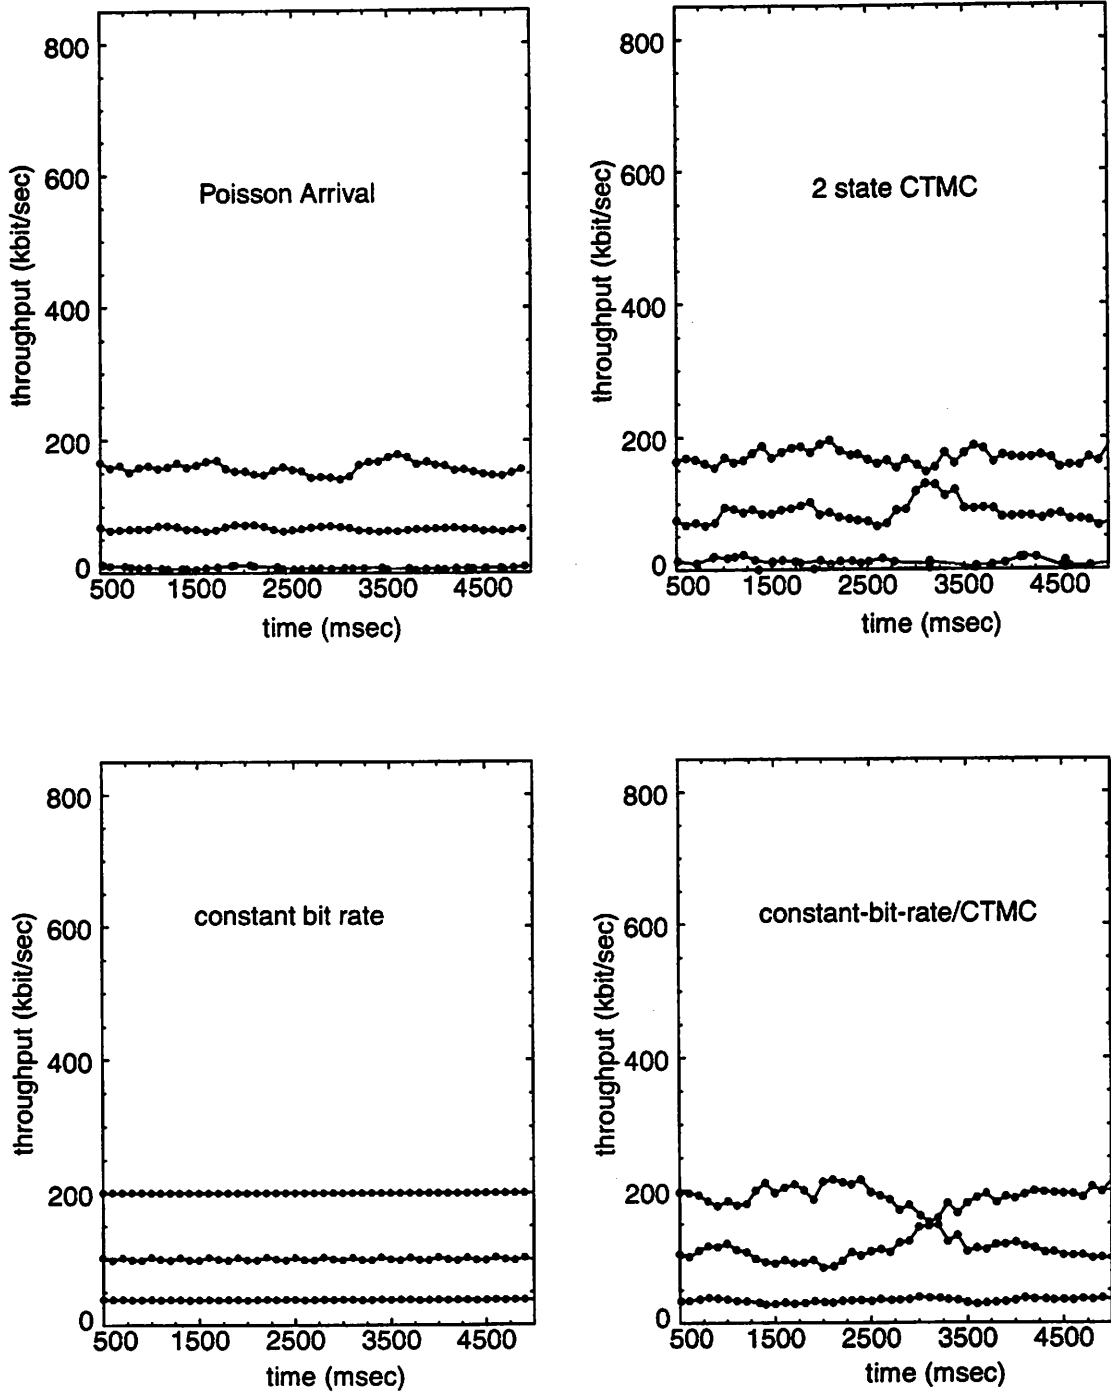 800
600
400
200
0
throughput (kbit/sec)
Poisson Arrival
500 1500 2500 3500 4500
time (msec)
800
600
400
200
0
throughput (kbit/sec)
2 state CTMC
500 1500 2500 3500 4500
time (msec)
800
600
400
200
0
throughput (kbit/sec)
constant bit rate
500 1500 2500 3500 4500
time (msec)
800
600
400
200
0
throughput (kbit/sec)
constant-bit-rate/CTMC
500 1500 2500 3500 4500
time (msec)